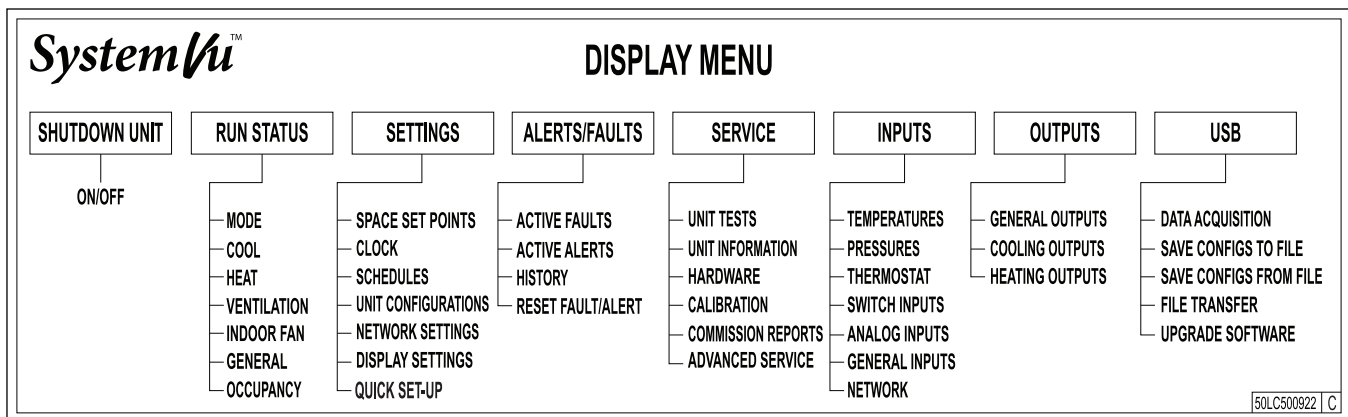 SystemVu™
DISPLAY MENU
SHUTDOWN UNIT
ON/OFF
RUN STATUS
MODE
COOL
HEAT
VENTILATION
INDOOR FAN
GENERAL
OCCUPANCY
SETTINGS
SPACE SET POINTS
CLOCK
SCHEDULES
UNIT CONFIGURATIONS
NETWORK SETTINGS
DISPLAY SETTINGS
QUICK SET-UP
ALERTS/FAULTS
ACTIVE FAULTS
ACTIVE ALERTS
HISTORY
RESET FAULT/ALERT
SERVICE
UNIT TESTS
UNIT INFORMATION
HARDWARE
CALIBRATION
COMMISSION REPORTS
ADVANCED SERVICE
INPUTS
TEMPERATURES
PRESSURES
THERMOSTAT
SWITCH INPUTS
ANALOG INPUTS
GENERAL INPUTS
NETWORK
OUTPUTS
GENERAL OUTPUTS
COOLING OUTPUTS
HEATING OUTPUTS
USB
DATA ACQUISITION
SAVE CONFIGS TO FILE
SAVE CONFIGS FROM FILE
FILE TRANSFER
UPGRADE SOFTWARE
50LC500922 C